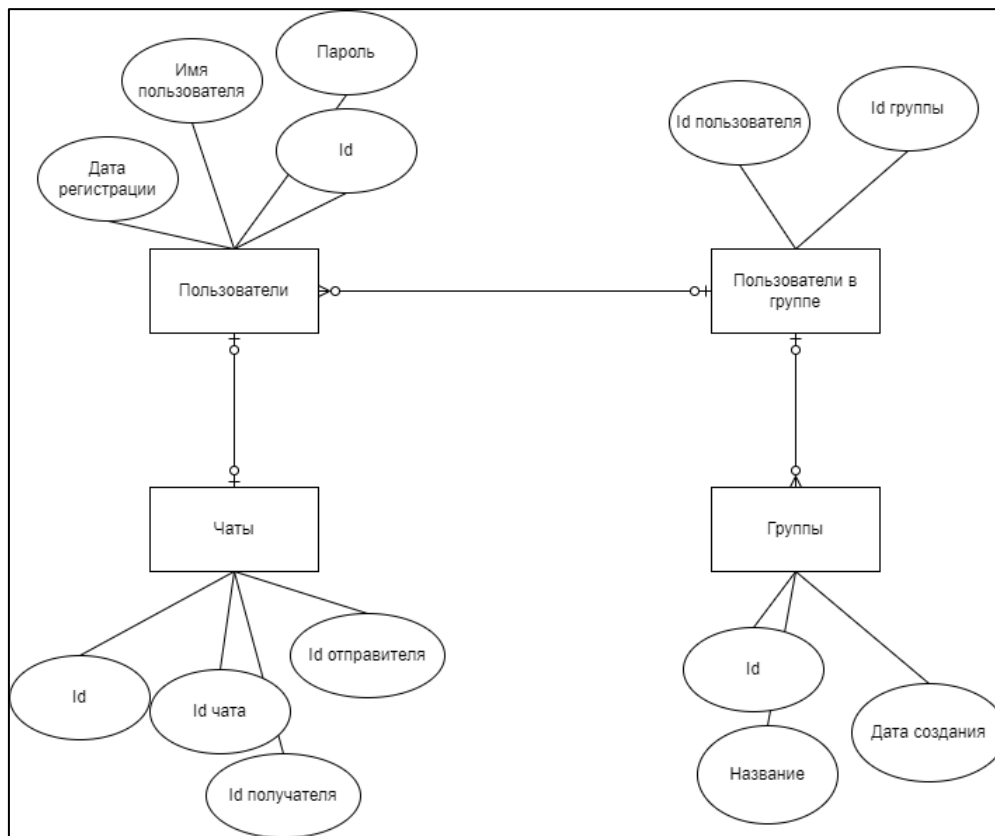 Пароль
Имя
пользователя
Id группы
Id пользователя
Id
Дата
регистрации
Пользователи
Пользователи в
группе
Чаты
Группы
Id отправителя
Id
Id
Id чата
Дата создания
Название
Id получателя